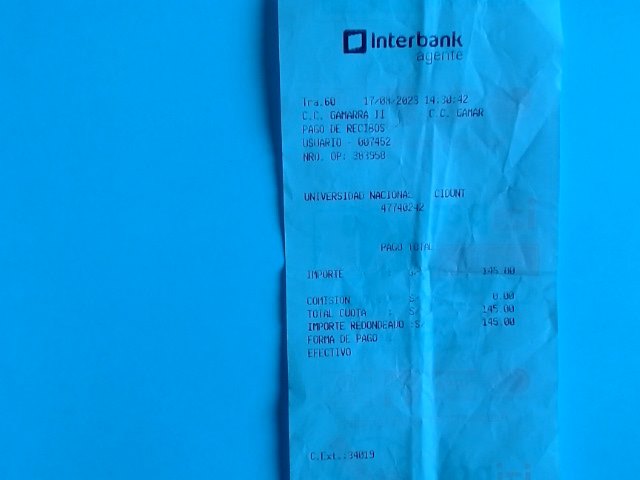 Interbank
agente
Tra.60 17/08/2023 14:30:42
C.C. GAMARRA II C.C. GAMAR
PAGO DE RECIBOS
USUARIO - G07452
NRO. OP: 383950
UNIVERSIDAD NACIONAL CIDUNT
47740242
PAGO TOTAL
IMPORTE : S/ 145.00
COMISION : S 0.00
TOTAL CUOTA : S 145.00
IMPORTE REDONDEADO :S/ 145.00
FORMA DE PAGO
EFECTIVO
C.Ext.:34019